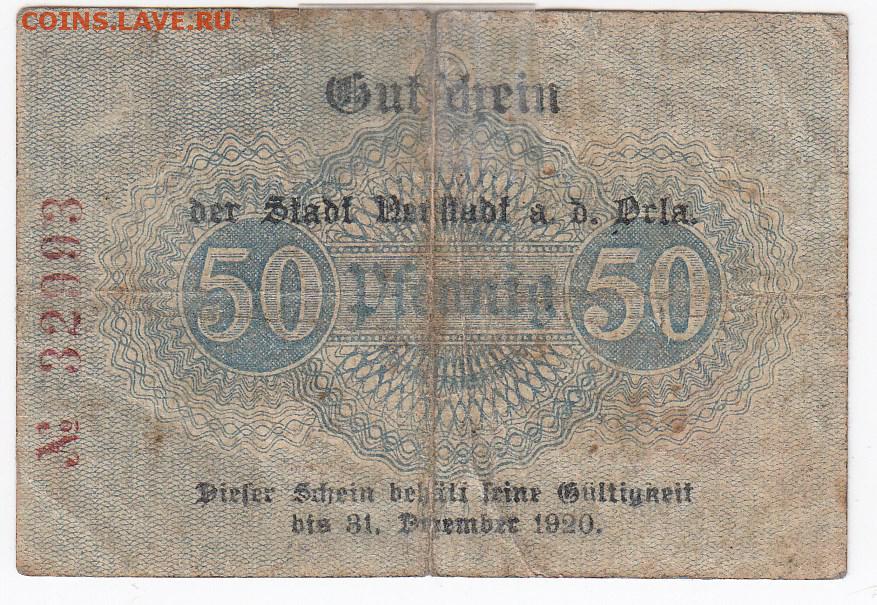 COINS.LAVE.RU
Gutschein
der Stadt Neustadt a. d. Orla.
50 Pfennig 50
№ 32993
Dieser Schein behält seine Gültigkeit
bis 31. Dezember 1920.